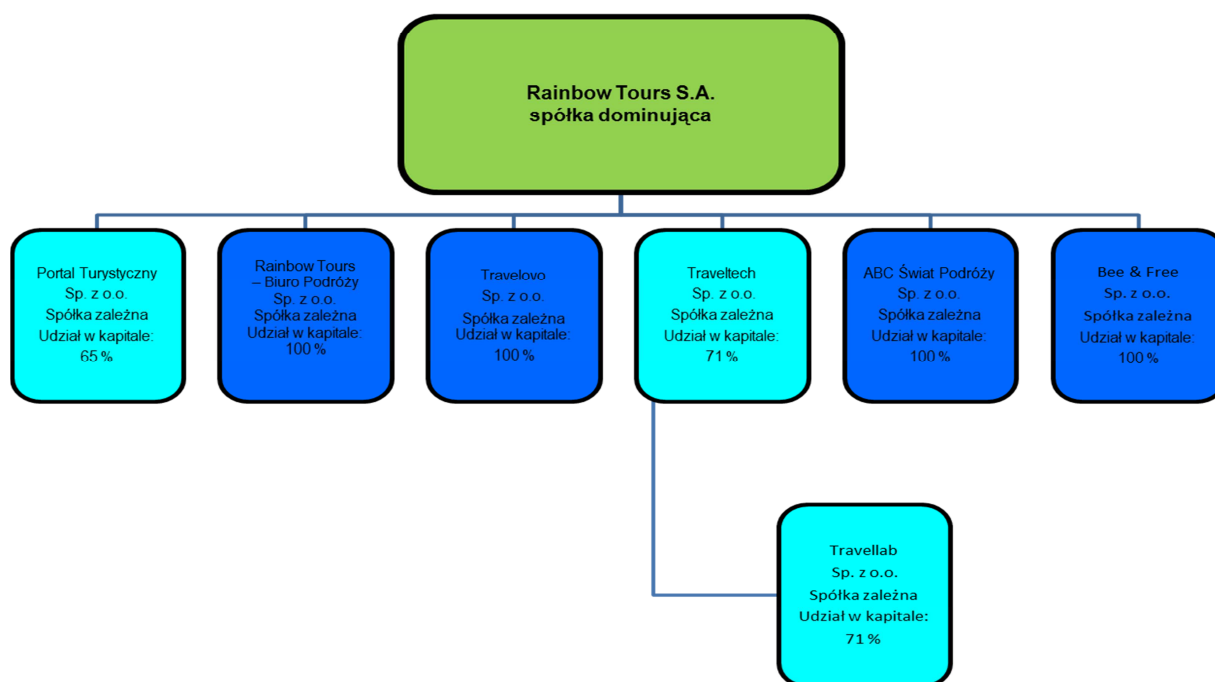 Rainbow Tours S.A.
spółka dominująca
Portal Turystyczny
Sp. z o.o.
Spółka zależna
Udział w kapitale:
65 %
Rainbow Tours
– Biuro Podróży
Sp. z o.o.
Spółka zależna
Udział w kapitale:
100 %
Travelovo
Sp. z o.o.
Spółka zależna
Udział w kapitale:
100 %
Traveltech
Sp. z o.o.
Spółka zależna
Udział w kapitale:
71 %
ABC Świat Podróży
Sp. z o.o.
Spółka zależna
Udział w kapitale:
100 %
Bee & Free
Sp. z o.o.
Spółka zależna
Udział w kapitale:
100 %
Travellab
Sp. z o.o.
Spółka zależna
Udział w kapitale:
71 %